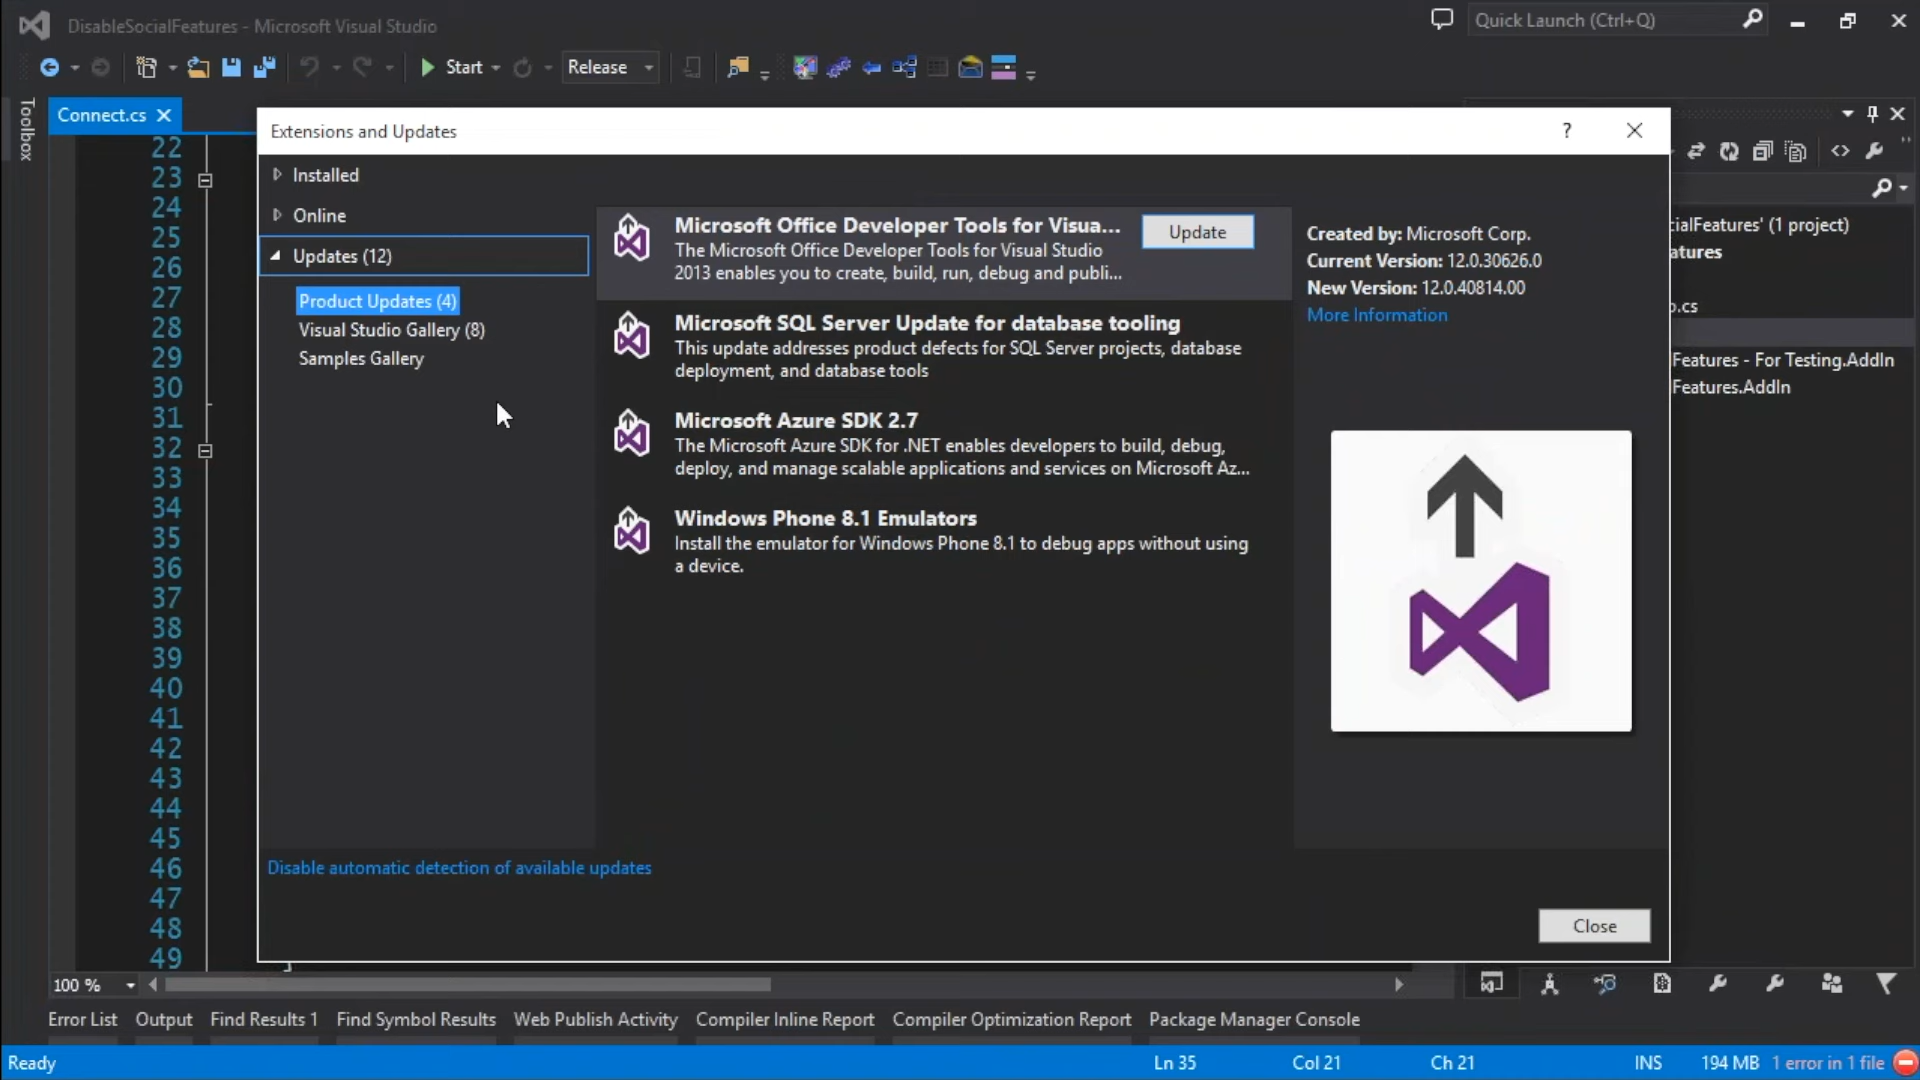 DisableSocialFeatures - Microsoft Visual Studio
Quick Launch (Ctrl+Q)
Start
Release
Toolbox
Connect.cs
22
23
24
25
26
27
28
29
30
31
32
33
34
35
36
37
38
39
40
41
42
43
44
45
46
47
48
49
Extensions and Updates
?
Installed
Online
Updates (12)
Product Updates (4)
Visual Studio Gallery (8)
Samples Gallery
Microsoft Office Developer Tools for Visua...
Update
The Microsoft Office Developer Tools for Visual Studio
2013 enables you to create, build, run, debug and publi...
Microsoft SQL Server Update for database tooling
This update addresses product defects for SQL Server projects, database
deployment, and database tools
Microsoft Azure SDK 2.7
The Microsoft Azure SDK for .NET enables developers to build, debug,
deploy, and manage scalable applications and services on Microsoft Az...
Windows Phone 8.1 Emulators
Install the emulator for Windows Phone 8.1 to debug apps without using
a device.
Created by: Microsoft Corp.
Current Version: 12.0.30626.0
New Version: 12.0.40814.00
More Information
Disable automatic detection of available updates
Close
cialFeatures' (1 project)
atures
.cs
Features - For Testing.AddIn
Features.AddIn
}
100 %
Error List
Output
Find Results 1
Find Symbol Results
Web Publish Activity
Compiler Inline Report
Compiler Optimization Report
Package Manager Console
Ready
Ln 35
Col 21
Ch 21
INS
194 MB
1 error in 1 file